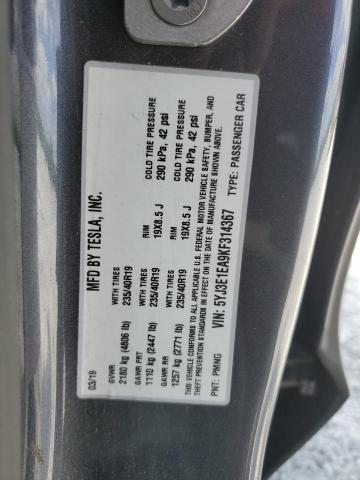 MFD BY TESLA, INC.
03/19
GVWR WITH TIRES RIM COLD TIRE PRESSURE
2180 kg (4806 lb) 235/40R19 19X8.5 J 290 kPa, 42 psi
GAWR FRT WITH TIRES RIM COLD TIRE PRESSURE
1110 kg (2447 lb) 235/40R19 19X8.5 J 290 kPa, 42 psi
GAWR RR
1257 kg (2771 lb) 235/40R19
THIS VEHICLE CONFORMS TO ALL APPLICABLE U.S. FEDERAL MOTOR VEHICLE SAFETY, BUMPER, AND
THEFT PREVENTION STANDARDS IN EFFECT ON THE DATE OF MANUFACTURE SHOWN ABOVE.
VIN: 5YJ3E1EA9KF314367 TYPE: PASSENGER CAR
PNT: PMNG